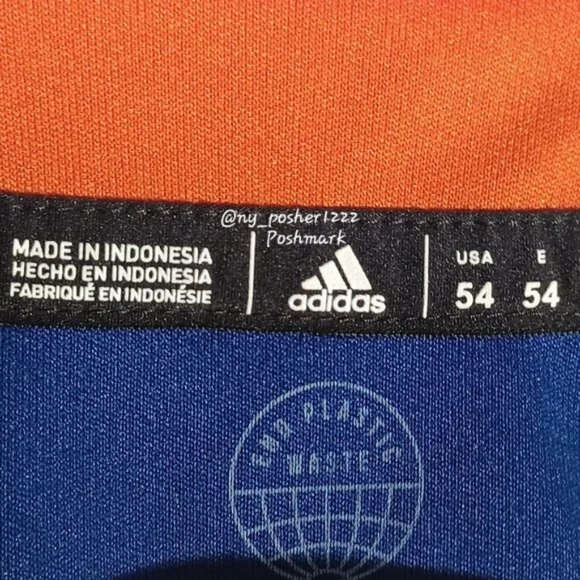 @ny_posher1222
Poshmark
MADE IN INDONESIA
HECHO EN INDONESIA
FABRIQUÉ EN INDONÉSIE
adidas
USA E
54 54
END PLASTIC
WASTE